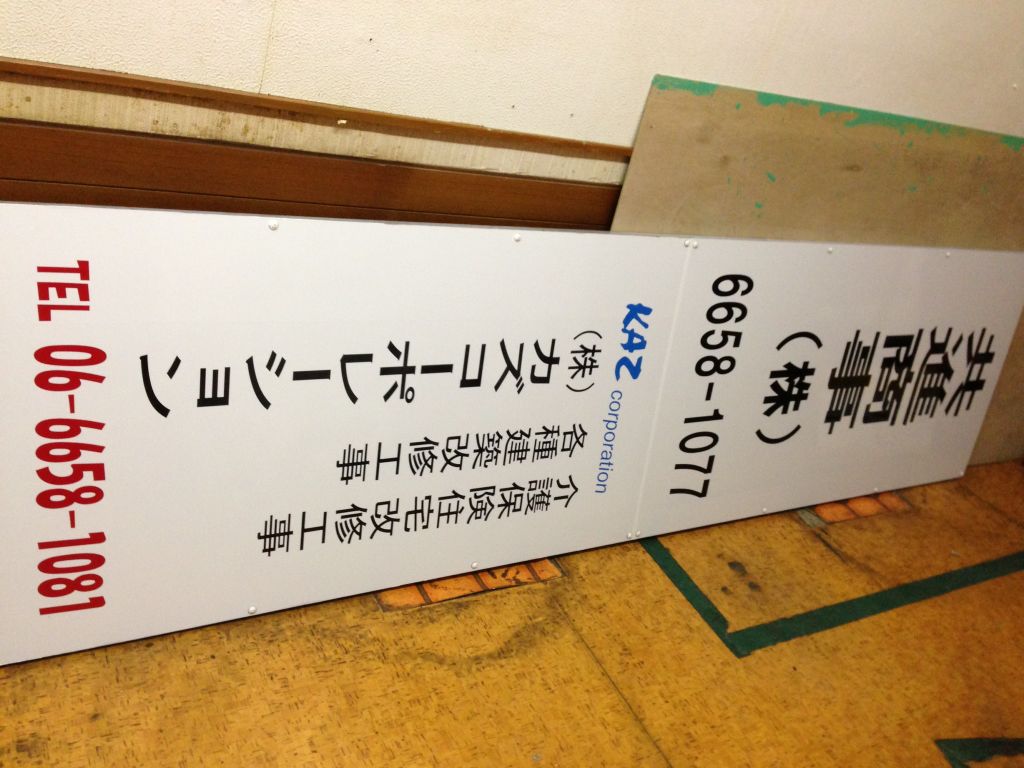 共進商事
(株)
6658-1077
KAZ corporation
(株)カズコーポレーション
各種建築改修工事
介護保険住宅改修工事
TEL 06-6658-1081